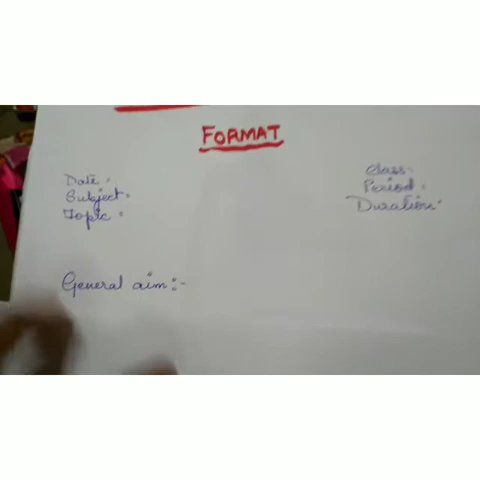 FORMAT
Date :
Subject :
Topic :
Class :
Period :
Duration :
General aim :-